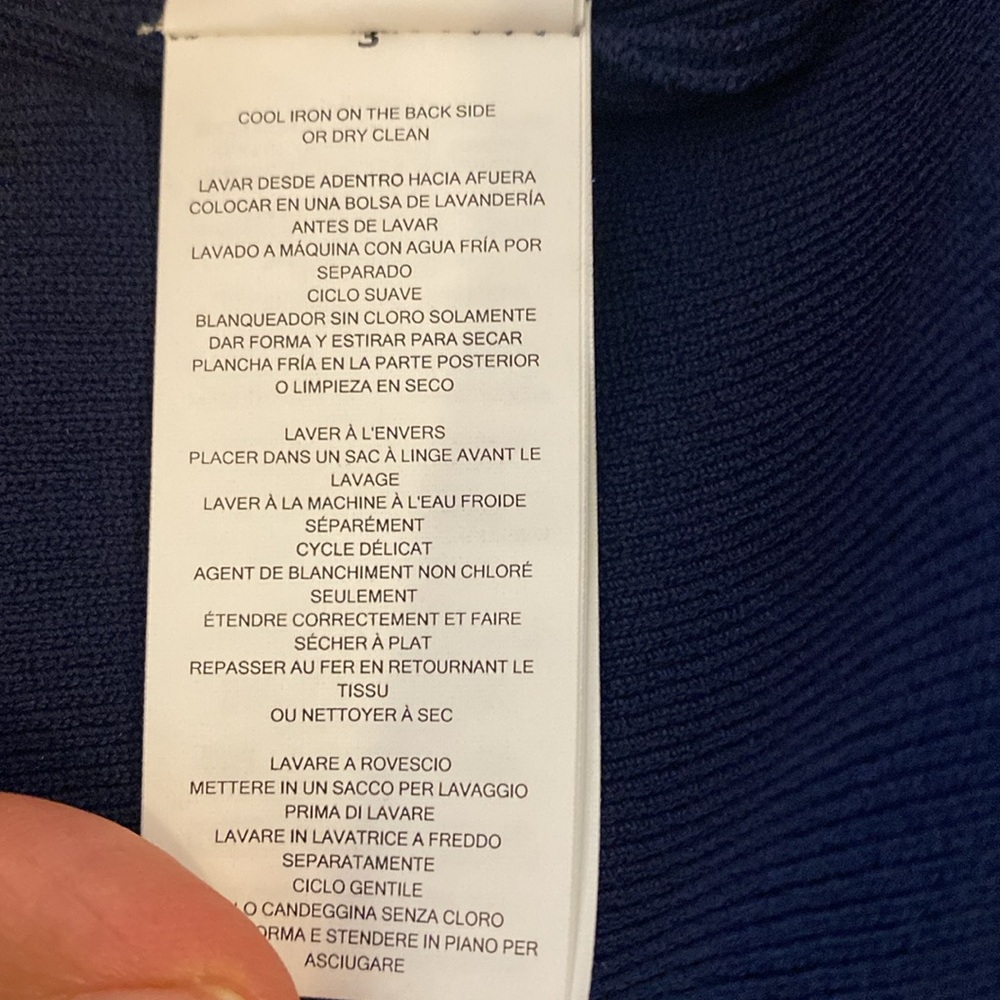 COOL IRON ON THE BACK SIDE
OR DRY CLEAN
LAVAR DESDE ADENTRO HACIA AFUERA
COLOCAR EN UNA BOLSA DE LAVANDERÍA
ANTES DE LAVAR
LAVADO A MÁQUINA CON AGUA FRÍA POR
SEPARADO
CICLO SUAVE
BLANQUEADOR SIN CLORO SOLAMENTE
DAR FORMA Y ESTIRAR PARA SECAR
PLANCHA FRÍA EN LA PARTE POSTERIOR
O LIMPIEZA EN SECO
LAVER À L'ENVERS
PLACER DANS UN SAC À LINGE AVANT LE
LAVAGE
LAVER À LA MACHINE À L'EAU FROIDE
SÉPARÉMENT
CYCLE DÉLICAT
AGENT DE BLANCHIMENT NON CHLORÉ
SEULEMENT
ÉTENDRE CORRECTEMENT ET FAIRE
SÉCHER À PLAT
REPASSER AU FER EN RETOURNANT LE
TISSU
OU NETTOYER À SEC
LAVARE A ROVESCIO
METTERE IN UN SACCO PER LAVAGGIO
PRIMA DI LAVARE
LAVARE IN LAVATRICE A FREDDO
SEPARATAMENTE
CICLO GENTILE
CANDEGGINA SENZA CLORO
E STENDERE IN PIANO PER
ASCIUGARE